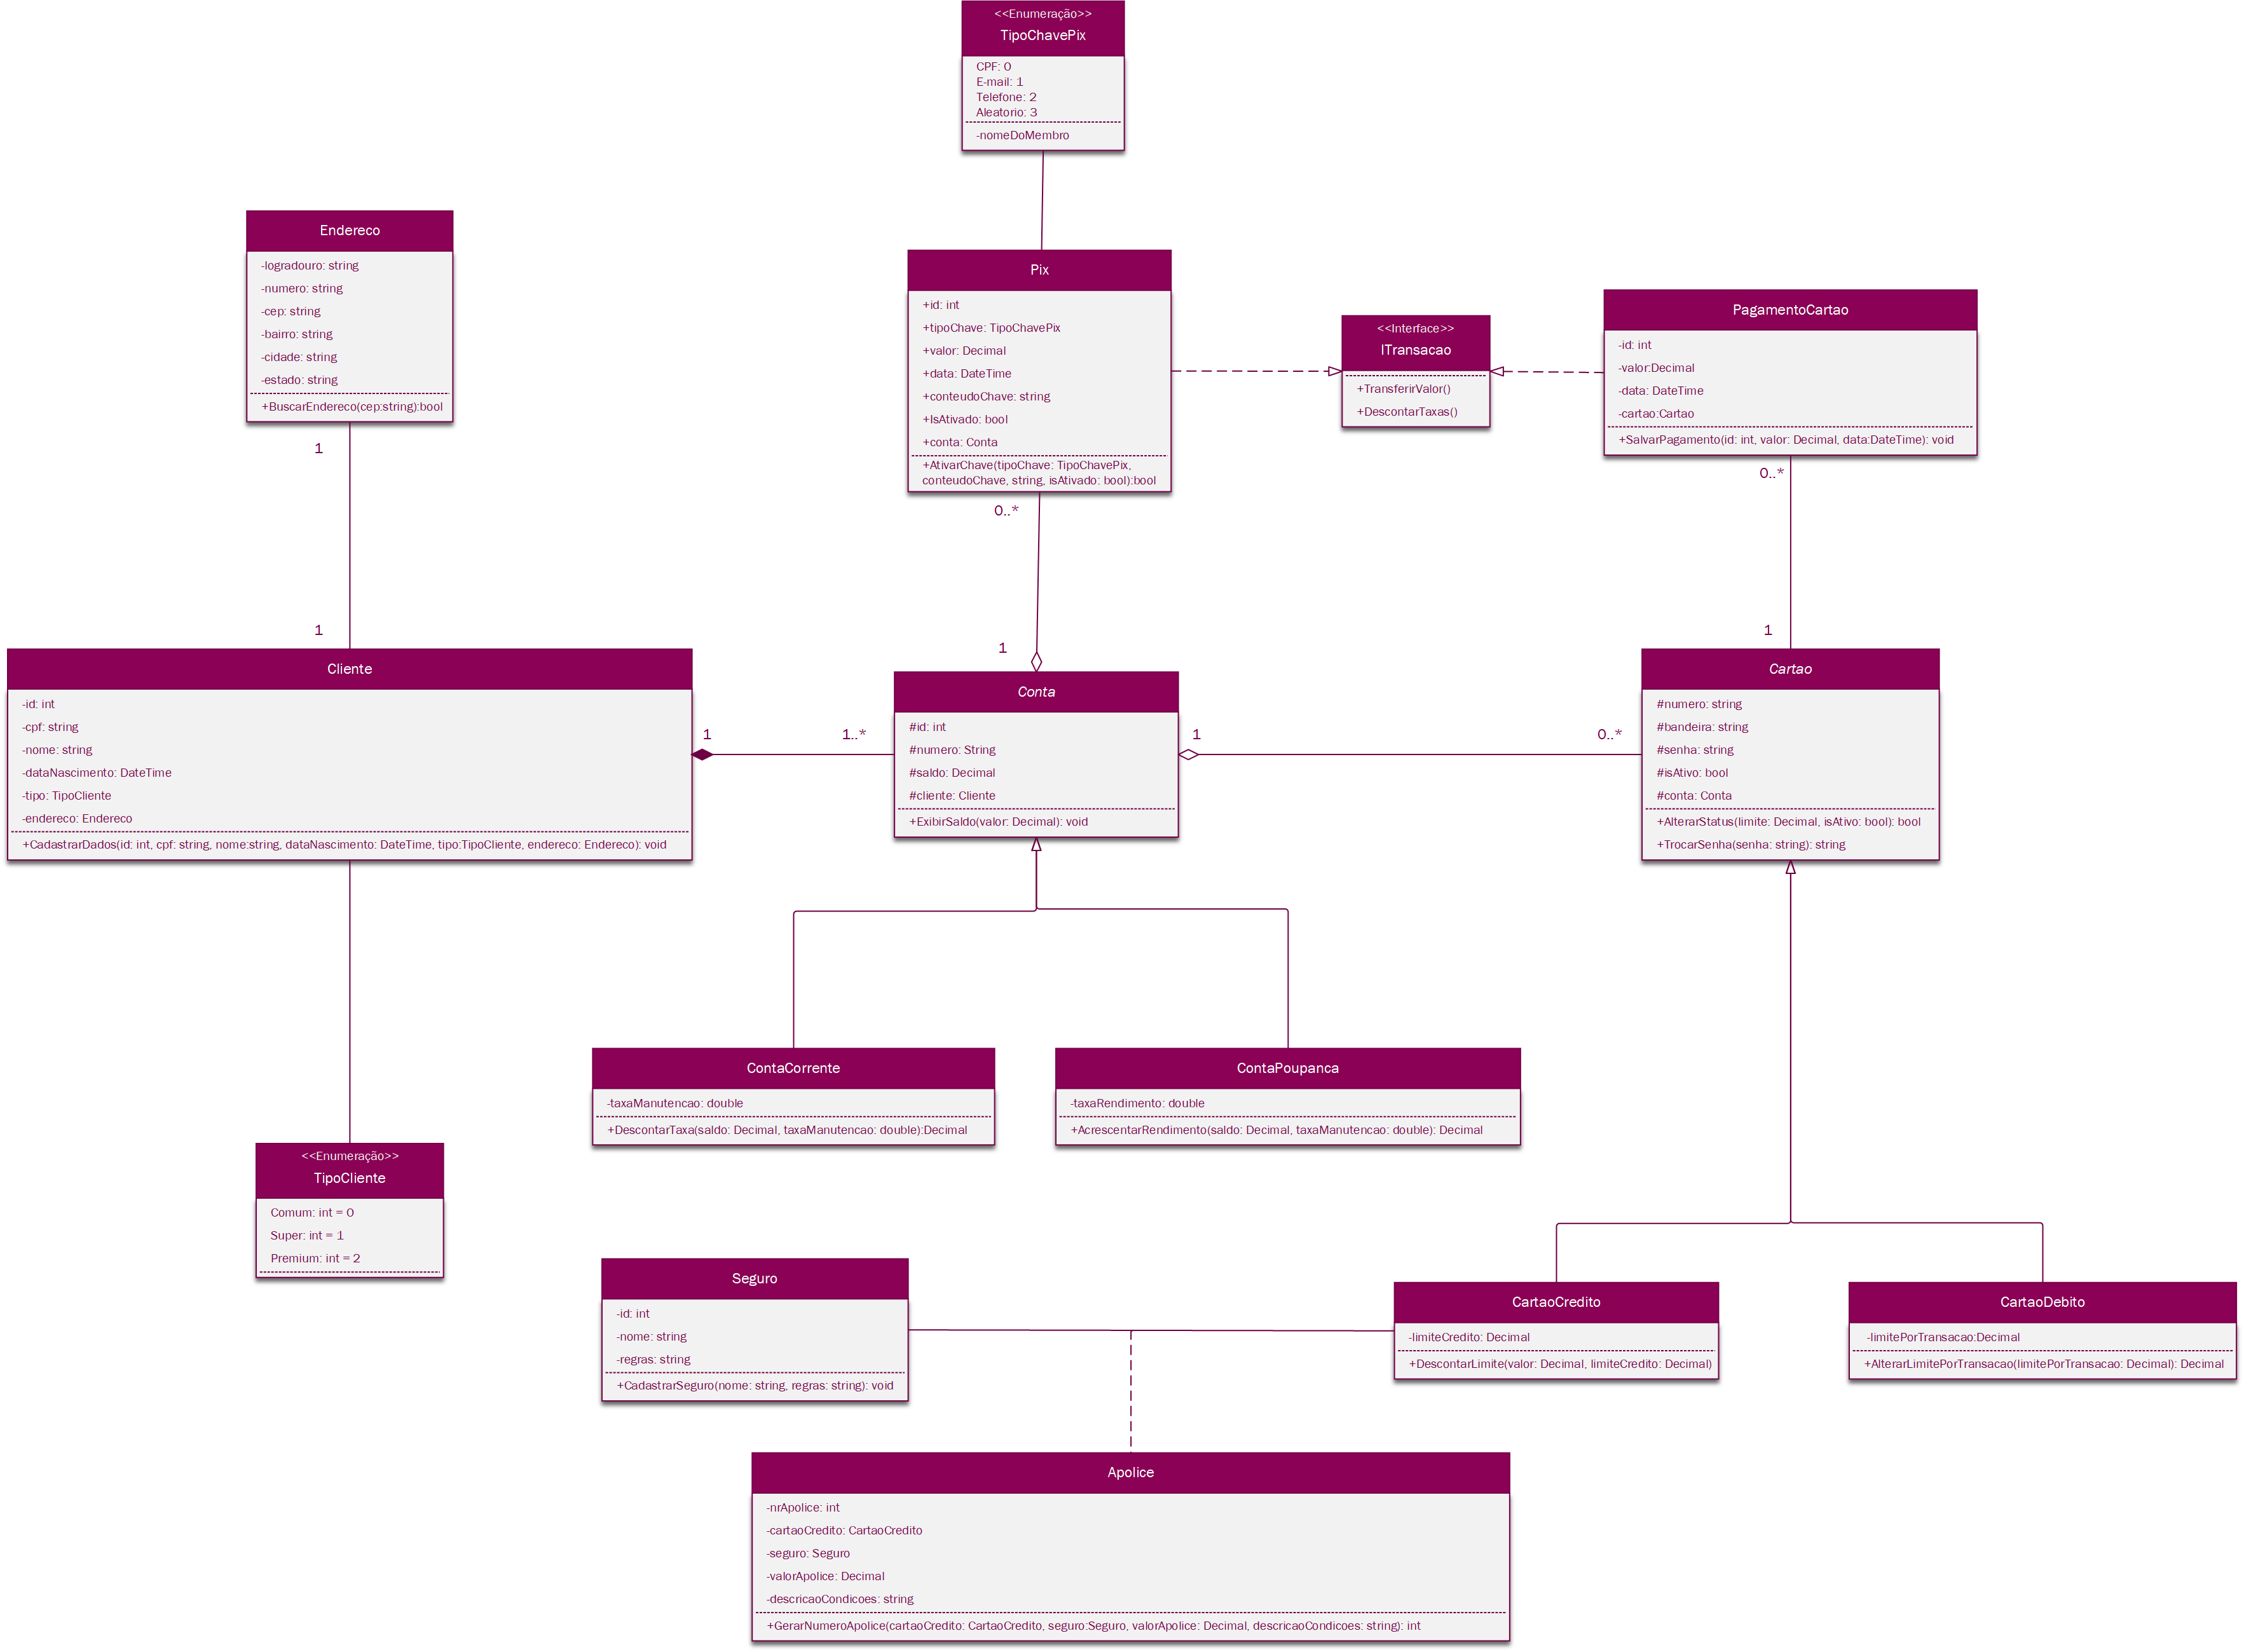 <<Enumeração>>
TipoChavePix
CPF: 0
E-mail: 1
Telefone: 2
Aleatorio: 3
-nomeDoMembro
Endereco
-logradouro: string
-numero: string
-cep: string
-bairro: string
-cidade: string
-estado: string
+BuscarEndereco(cep:string):bool
1
1
Pix
+id: int
+tipoChave: TipoChavePix
+valor: Decimal
+data: DateTime
+conteudoChave: string
+IsAtivado: bool
+conta: Conta
+AtivarChave(tipoChave: TipoChavePix,
conteudoChave, string, isAtivado: bool):bool
0..*
1
<<Interface>>
ITransacao
+TransferirValor()
+DescontarTaxas()
PagamentoCartao
-id: int
-valor:Decimal
-data: DateTime
-cartao:Cartao
+SalvarPagamento(id: int, valor: Decimal, data:DateTime): void
0..*
1
Cliente
-id: int
-cpf: string
-nome: string
-dataNascimento: DateTime
-tipo: TipoCliente
-endereco: Endereco
+CadastrarDados(id: int, cpf: string, nome:string, dataNascimento: DateTime, tipo:TipoCliente, endereco: Endereco): void
1
1..*
Conta
#id: int
#numero: String
#saldo: Decimal
#cliente: Cliente
+ExibirSaldo(valor: Decimal): void
1
0..*
Cartao
#numero: string
#bandeira: string
#senha: string
#isAtivo: bool
#conta: Conta
+AlterarStatus(limite: Decimal, isAtivo: bool): bool
+TrocarSenha(senha: string): string
ContaCorrente
-taxaManutencao: double
+DescontarTaxa(saldo: Decimal, taxaManutencao: double):Decimal
ContaPoupanca
-taxaRendimento: double
+AcrescentarRendimento(saldo: Decimal, taxaManutencao: double): Decimal
<<Enumeração>>
TipoCliente
Comum: int = 0
Super: int = 1
Premium: int = 2
Seguro
-id: int
-nome: string
-regras: string
+CadastrarSeguro(nome: string, regras: string): void
CartaoCredito
-limiteCredito: Decimal
+DescontarLimite(valor: Decimal, limiteCredito: Decimal)
CartaoDebito
-limitePorTransacao:Decimal
+AlterarLimitePorTransacao(limitePorTransacao: Decimal): Decimal
Apolice
-nrApolice: int
-cartaoCredito: CartaoCredito
-seguro: Seguro
-valorApolice: Decimal
-descricaoCondicoes: string
+GerarNumeroApolice(cartaoCredito: CartaoCredito, seguro:Seguro, valorApolice: Decimal, descricaoCondicoes: string): int